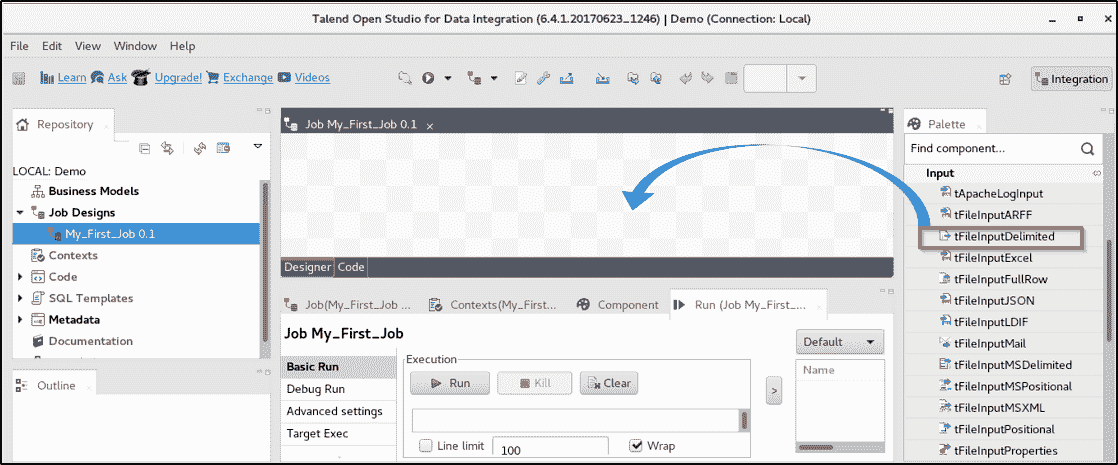 Talend Open Studio for Data Integration (6.4.1.20170623_1246) | Demo (Connection: Local)
File Edit View Window Help
Learn Ask Upgrade! Exchange Videos Integration
Repository
LOCAL: Demo
Business Models
Job Designs
My_First_Job 0.1
Contexts
Code
SQL Templates
Metadata
Documentation
Outline
Job My_First_Job 0.1
Designer Code
Job(My_First_Job ... Contexts(My_First... Component Run (Job My_First_...
Job My_First_Job
Basic Run
Debug Run
Advanced settings
Target Exec
Execution
Run Kill Clear
Line limit 100 Wrap
>
Default
Name
Palette
Find component...
Input
tApacheLogInput
tFileInputARFF
tFileInputDelimited
tFileInputExcel
tFileInputFullRow
tFileInputJSON
tFileInputLDIF
tFileInputMail
tFileInputMSDelimited
tFileInputMSPositional
tFileInputMSXML
tFileInputPositional
tFileInputProperties